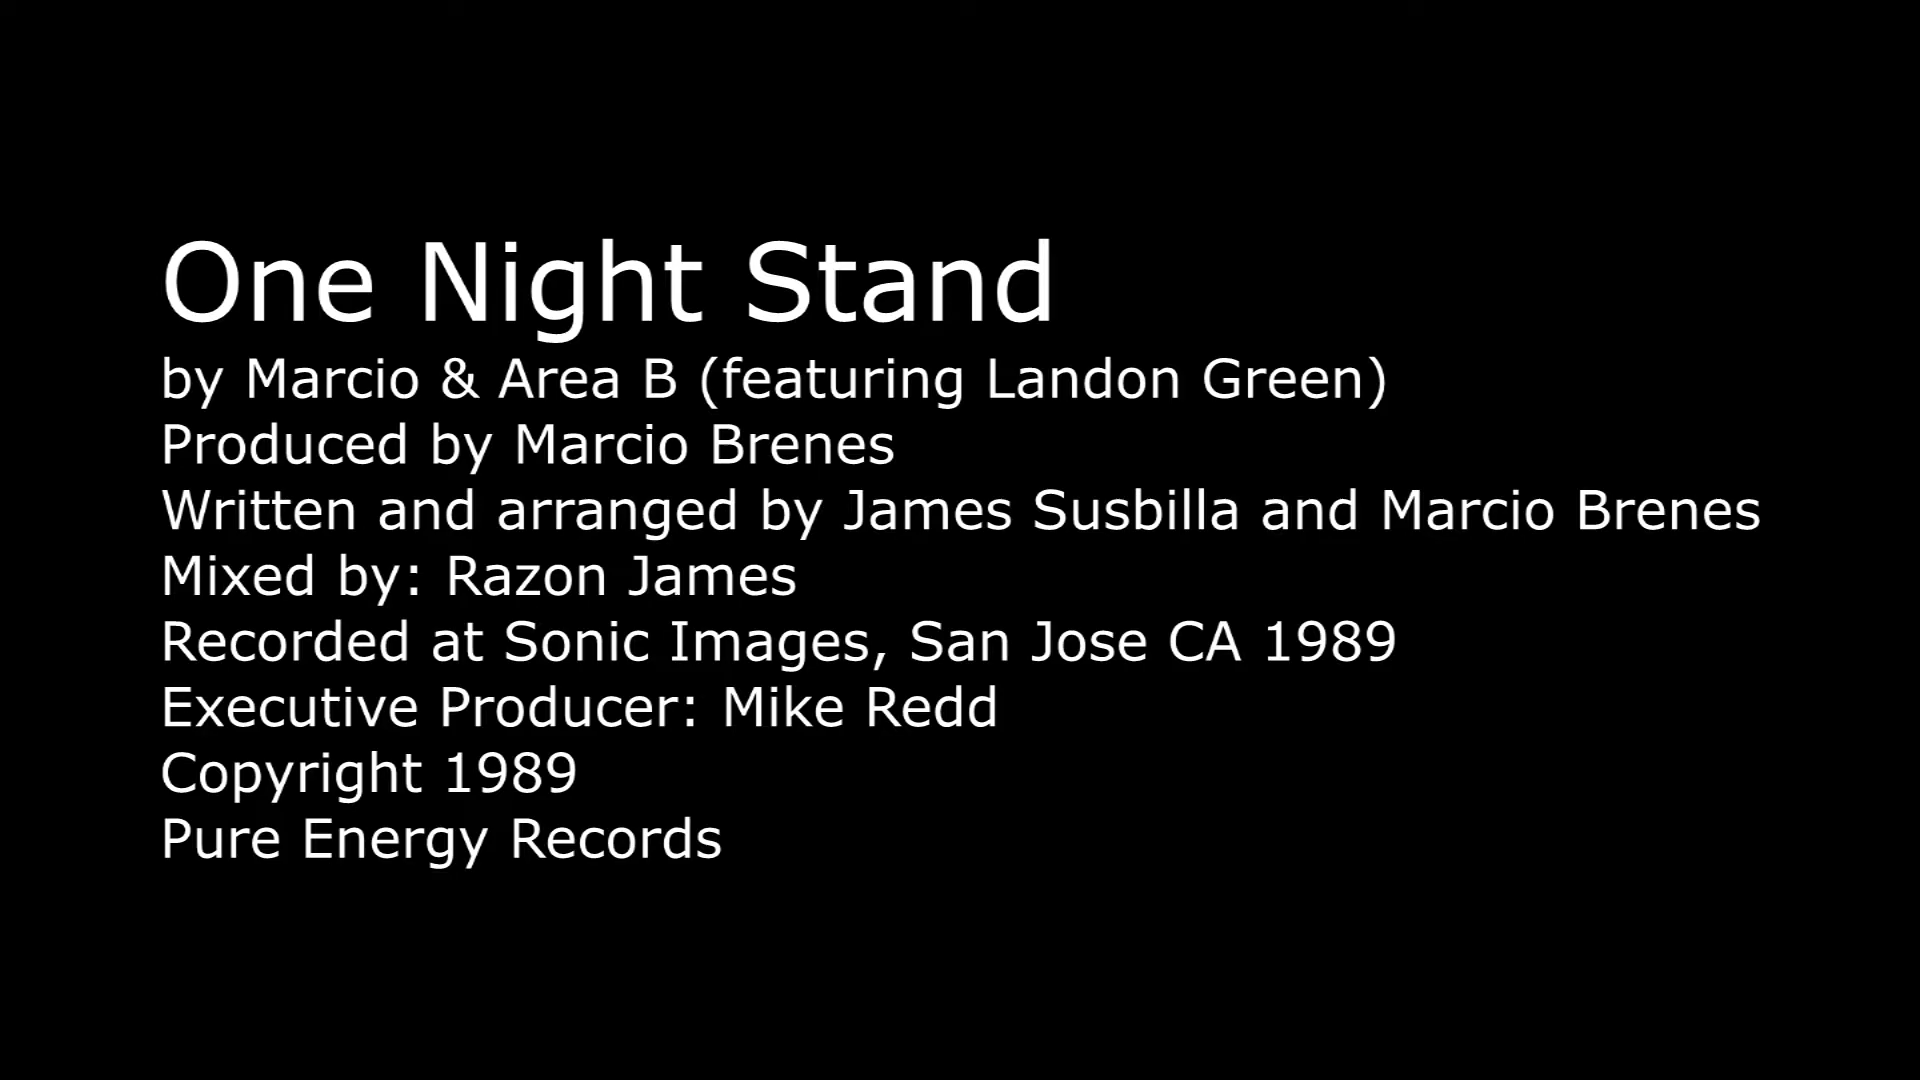 One Night Stand
by Marcio & Area B (featuring Landon Green)
Produced by Marcio Brenes
Written and arranged by James Susbilla and Marcio Brenes
Mixed by: Razon James
Recorded at Sonic Images, San Jose CA 1989
Executive Producer: Mike Redd
Copyright 1989
Pure Energy Records